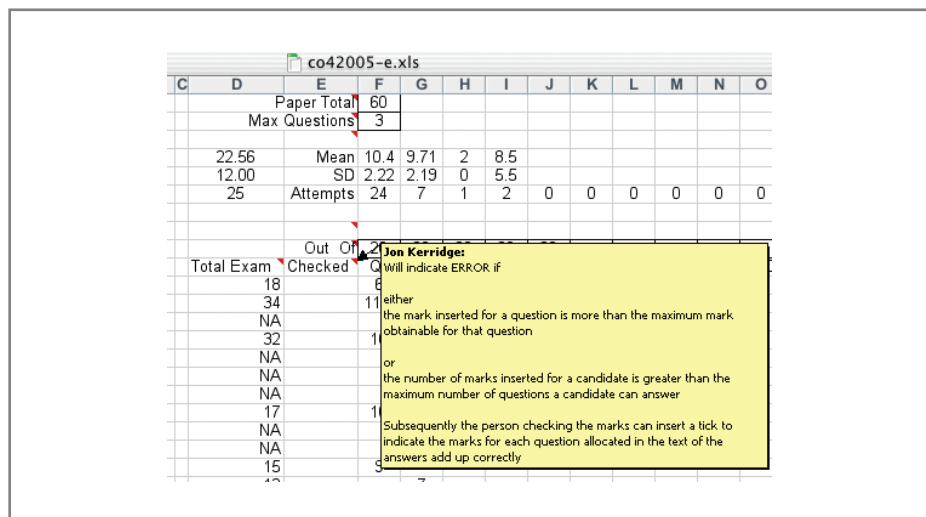 co42005-e.xls
C D E F G H I J K L M N O
Paper Total 60
Max Questions 3
22.56 Mean 10.4 9.71 2 8.5
12.00 SD 2.22 2.19 0 5.5
25 Attempts 24 7 1 2 0 0 0 0 0 0
Out Of
Jon Kerridge:
Total Exam Checked Q
Will indicate ERROR if
18
34 11
either
the mark inserted for a question is more than the maximum mark
NA
obtainable for that question
32
NA
or
NA
the number of marks inserted for a candidate is greater than the
NA
maximum number of questions a candidate can answer
17
NA
Subsequently the person checking the marks can insert a tick to
NA
indicate the marks for each question allocated in the text of the
15
answers add up correctly